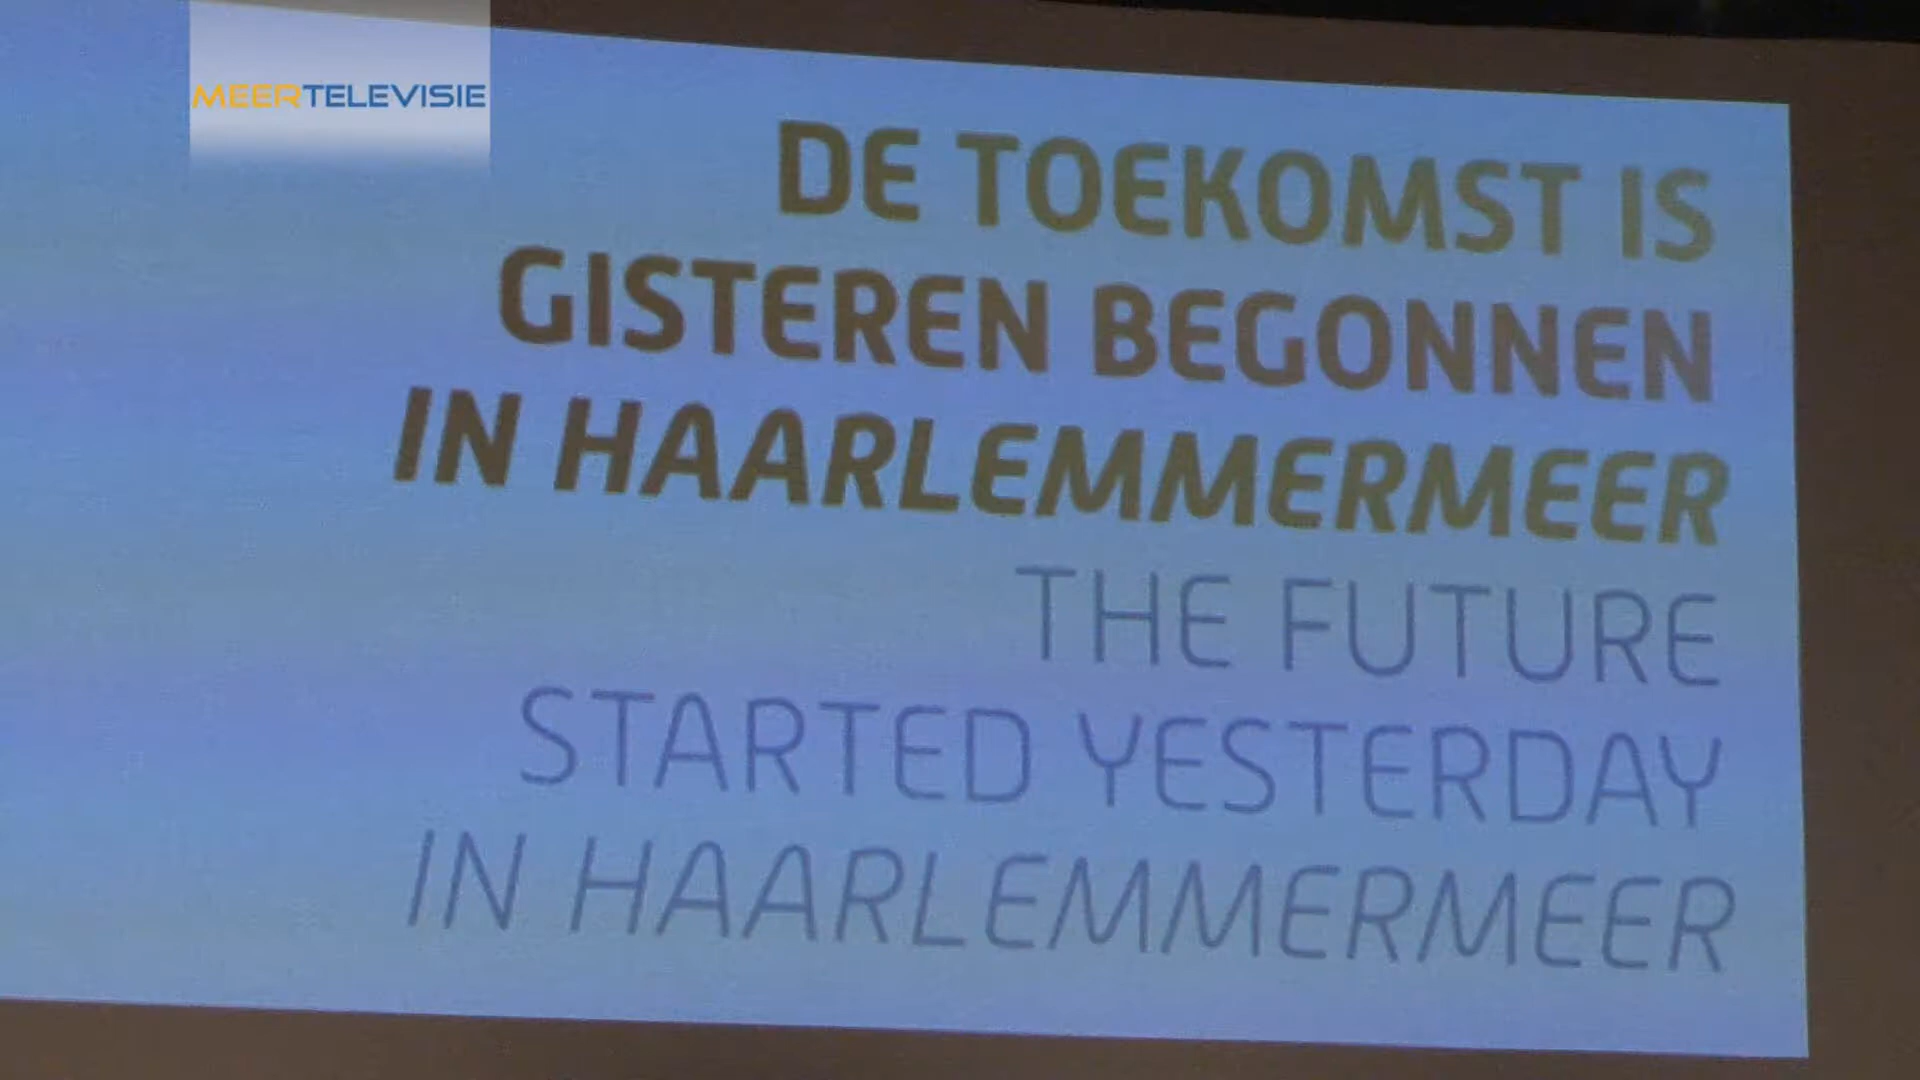 MEERTELEVISIE
DE TOEKOMST IS
GISTEREN BEGONNEN
IN HAARLEMMERMEER
THE FUTURE
STARTED YESTERDAY
IN HAARLEMMERMEER